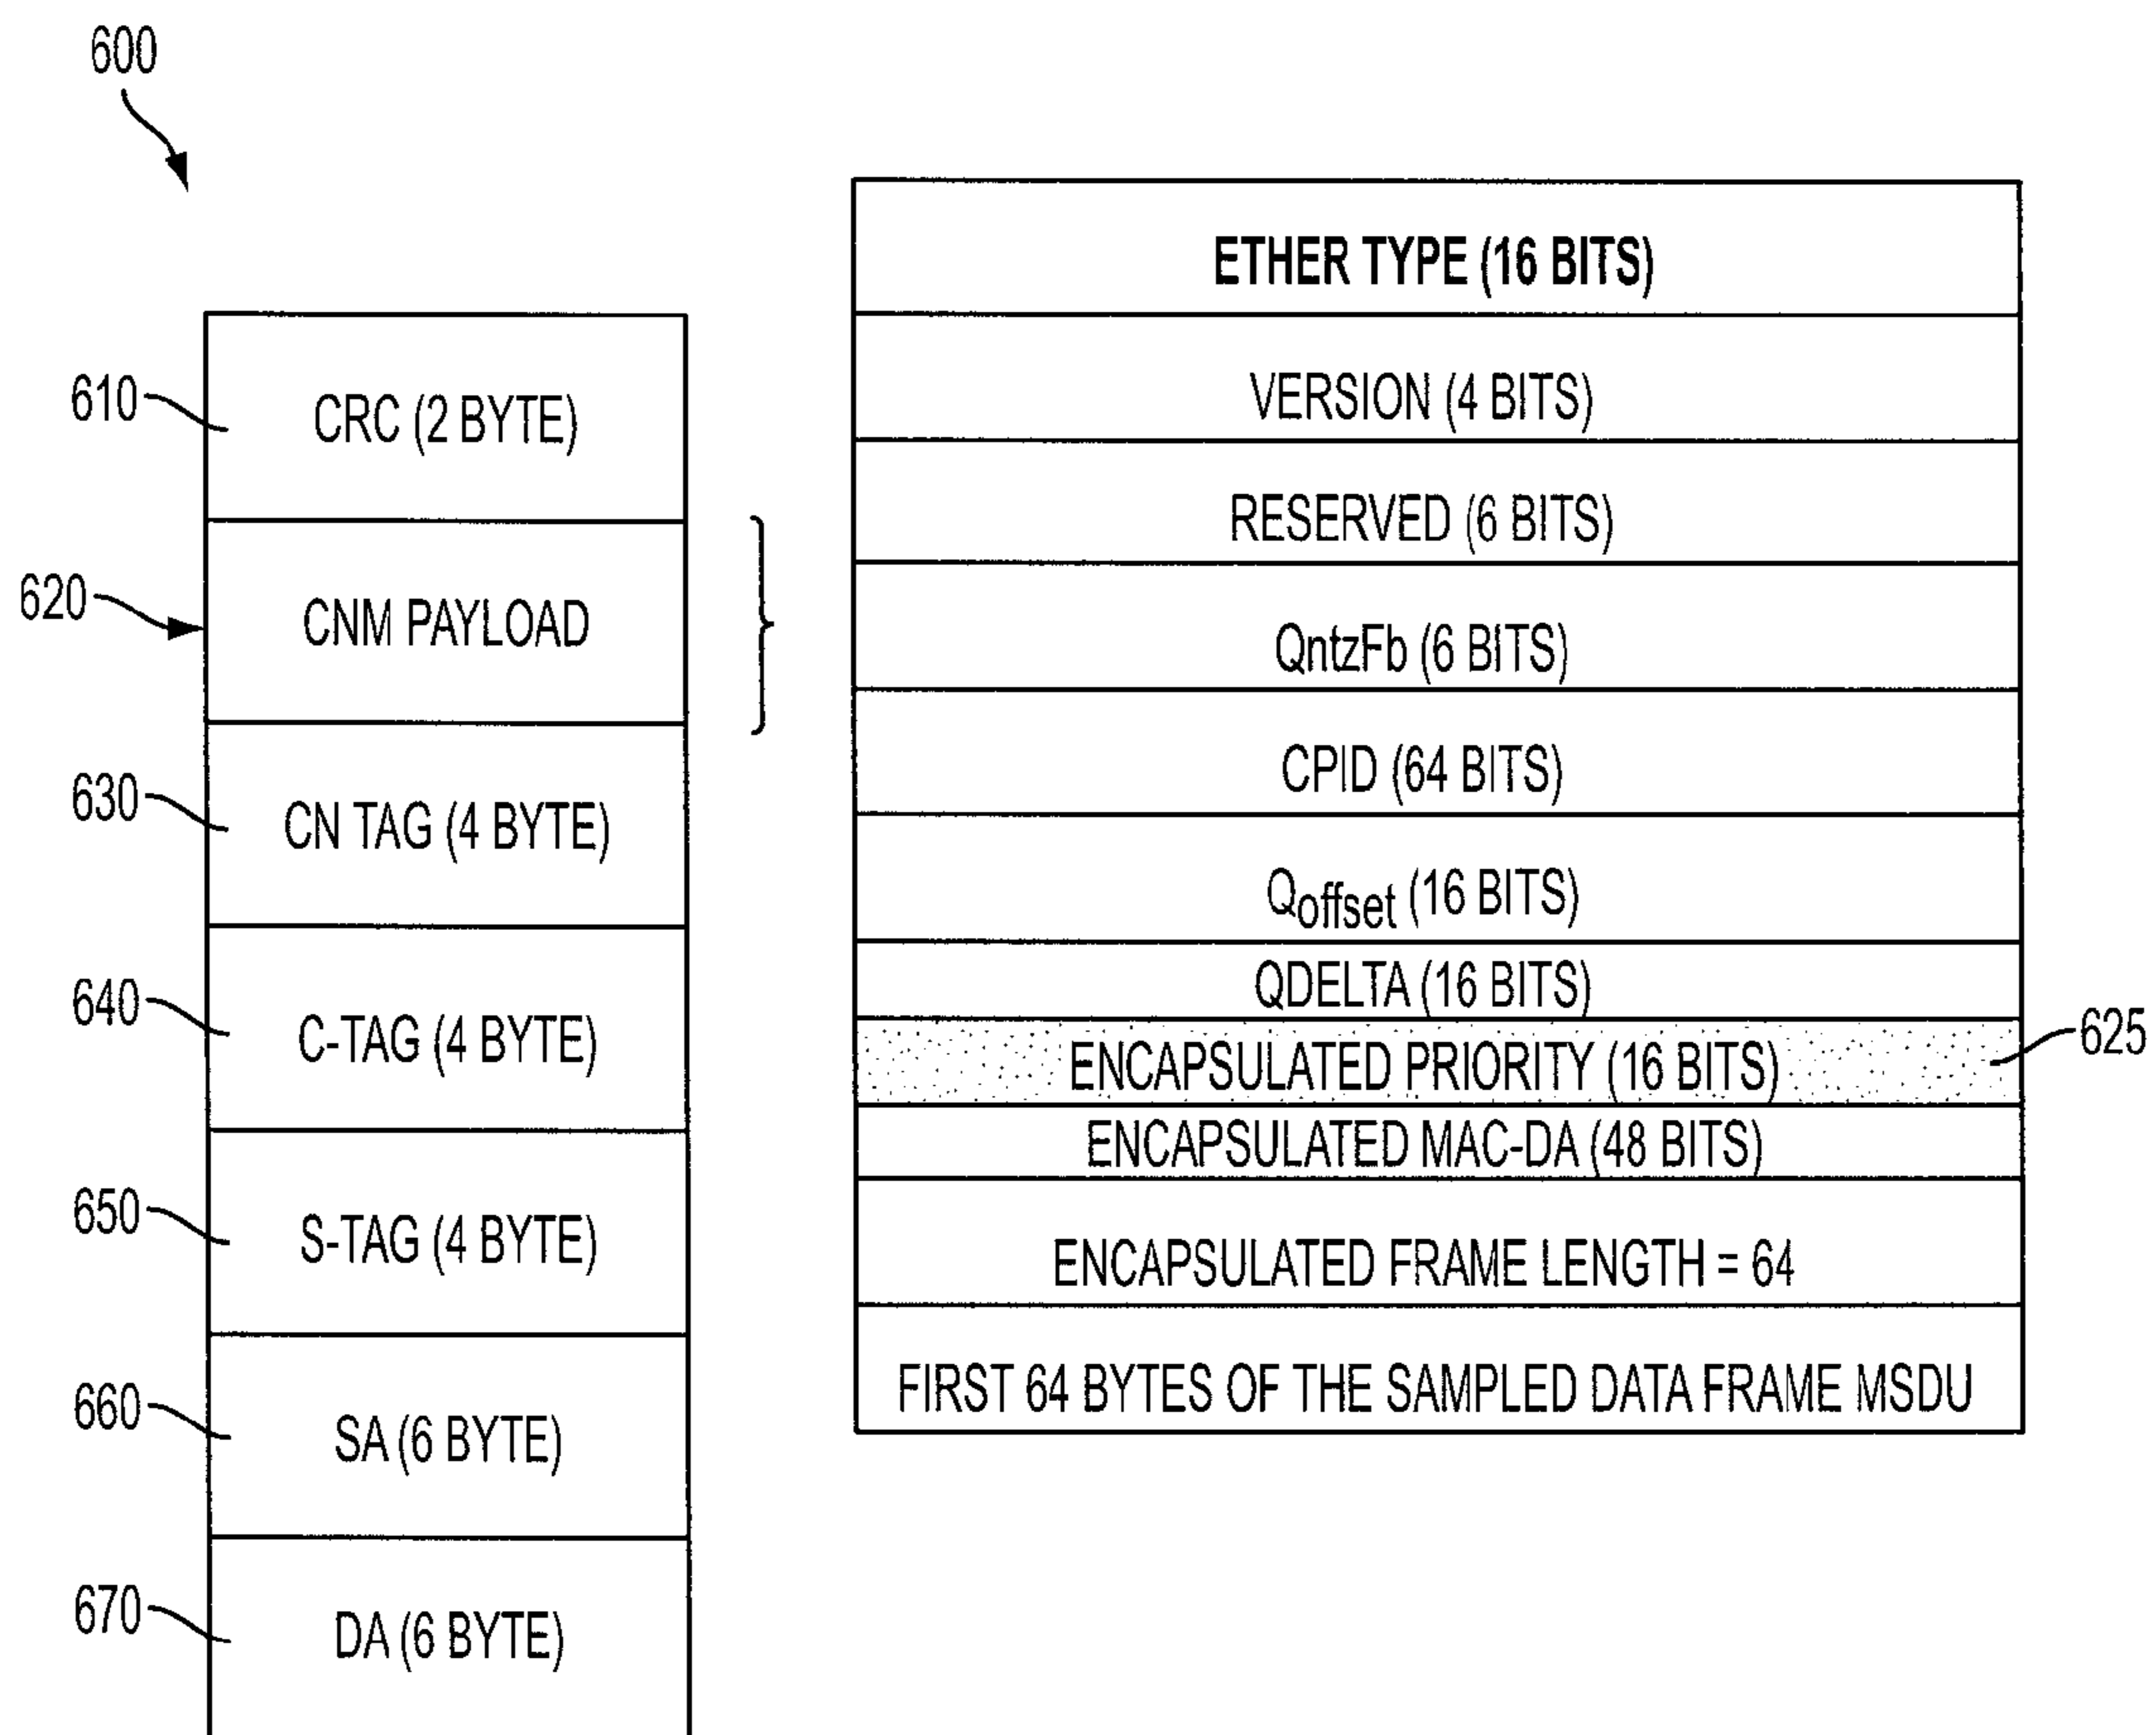 600
610
CRC (2 BYTE)
620
CNM PAYLOAD
630
CN TAG (4 BYTE)
640
C-TAG (4 BYTE)
650
S-TAG (4 BYTE)
660
SA (6 BYTE)
670
DA (6 BYTE)
ETHER TYPE (16 BITS)
VERSION (4 BITS)
RESERVED (6 BITS)
QntzFb (6 BITS)
CPID (64 BITS)
Qoffset (16 BITS)
QDELTA (16 BITS)
ENCAPSULATED PRIORITY (16 BITS)
625
ENCAPSULATED MAC-DA (48 BITS)
ENCAPSULATED FRAME LENGTH = 64
FIRST 64 BYTES OF THE SAMPLED DATA FRAME MSDU